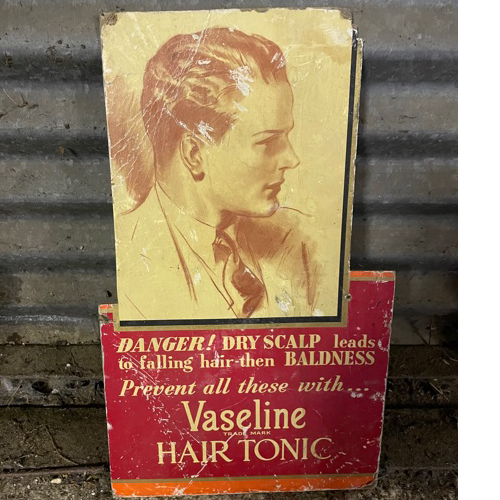 DANGER! DRY SCALP leads
to falling hair-then BALDNESS
Prevent all these with...
Vaseline
TRADE MARK
HAIR TONIC